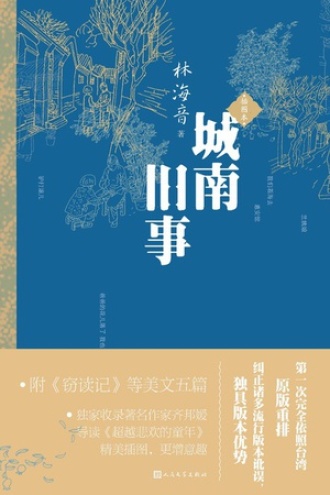 林海音 著
插图本
城南
旧事
第一次完全依照台湾
原版重排
纠正诸多流行版本讹误，
独具版本优势
附《窃读记》等美文五篇
独家收录著名作家齐邦媛
导读《超越悲欢的童年》
精美插图，更增意趣
人民文学出版社